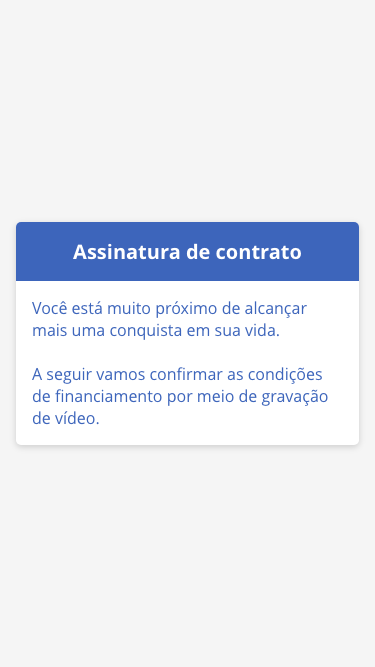 Assinatura de contrato
Você está muito próximo de alcançar
mais uma conquista em sua vida.
A seguir vamos confirmar as condições
de financiamento por meio de gravação
de vídeo.